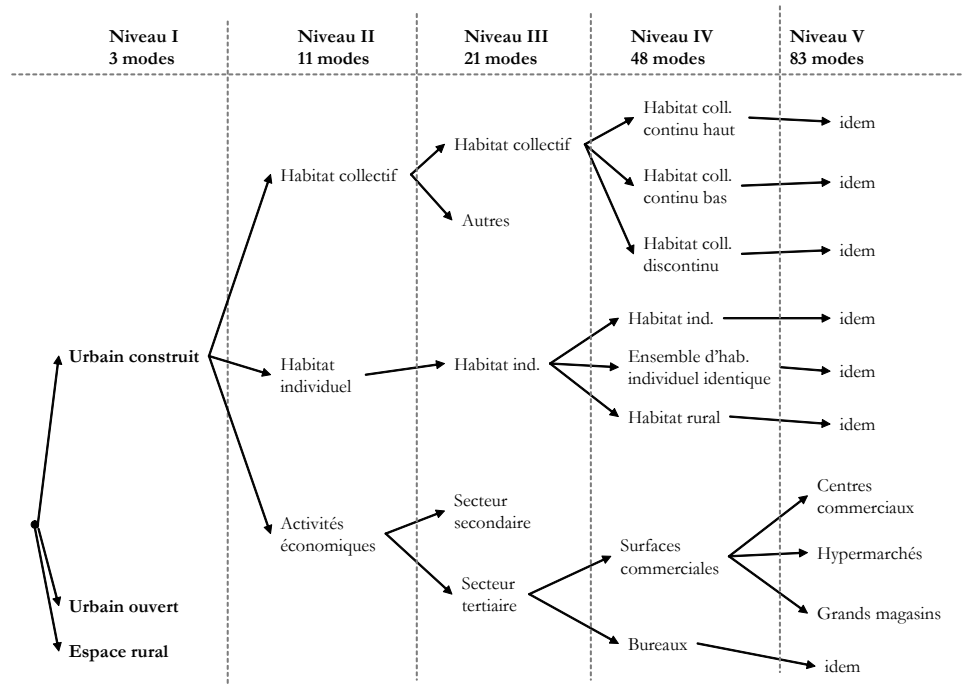 Niveau I
3 modes
Niveau II
11 modes
Niveau III
21 modes
Niveau IV
48 modes
Niveau V
83 modes
Urbain construit
Urbain ouvert
Espace rural
Habitat collectif
Habitat
individuel
Activités
économiques
Habitat collectif
Autres
Habitat ind.
Secteur
secondaire
Secteur
tertiaire
Habitat coll.
continu haut
Habitat coll.
continu bas
Habitat coll.
discontinu
Habitat ind.
Ensemble d'hab.
individuel identique
Habitat rural
Surfaces
commerciales
Bureaux
idem
idem
idem
idem
idem
idem
Centres
commerciaux
Hypermarchés
Grands magasins
idem